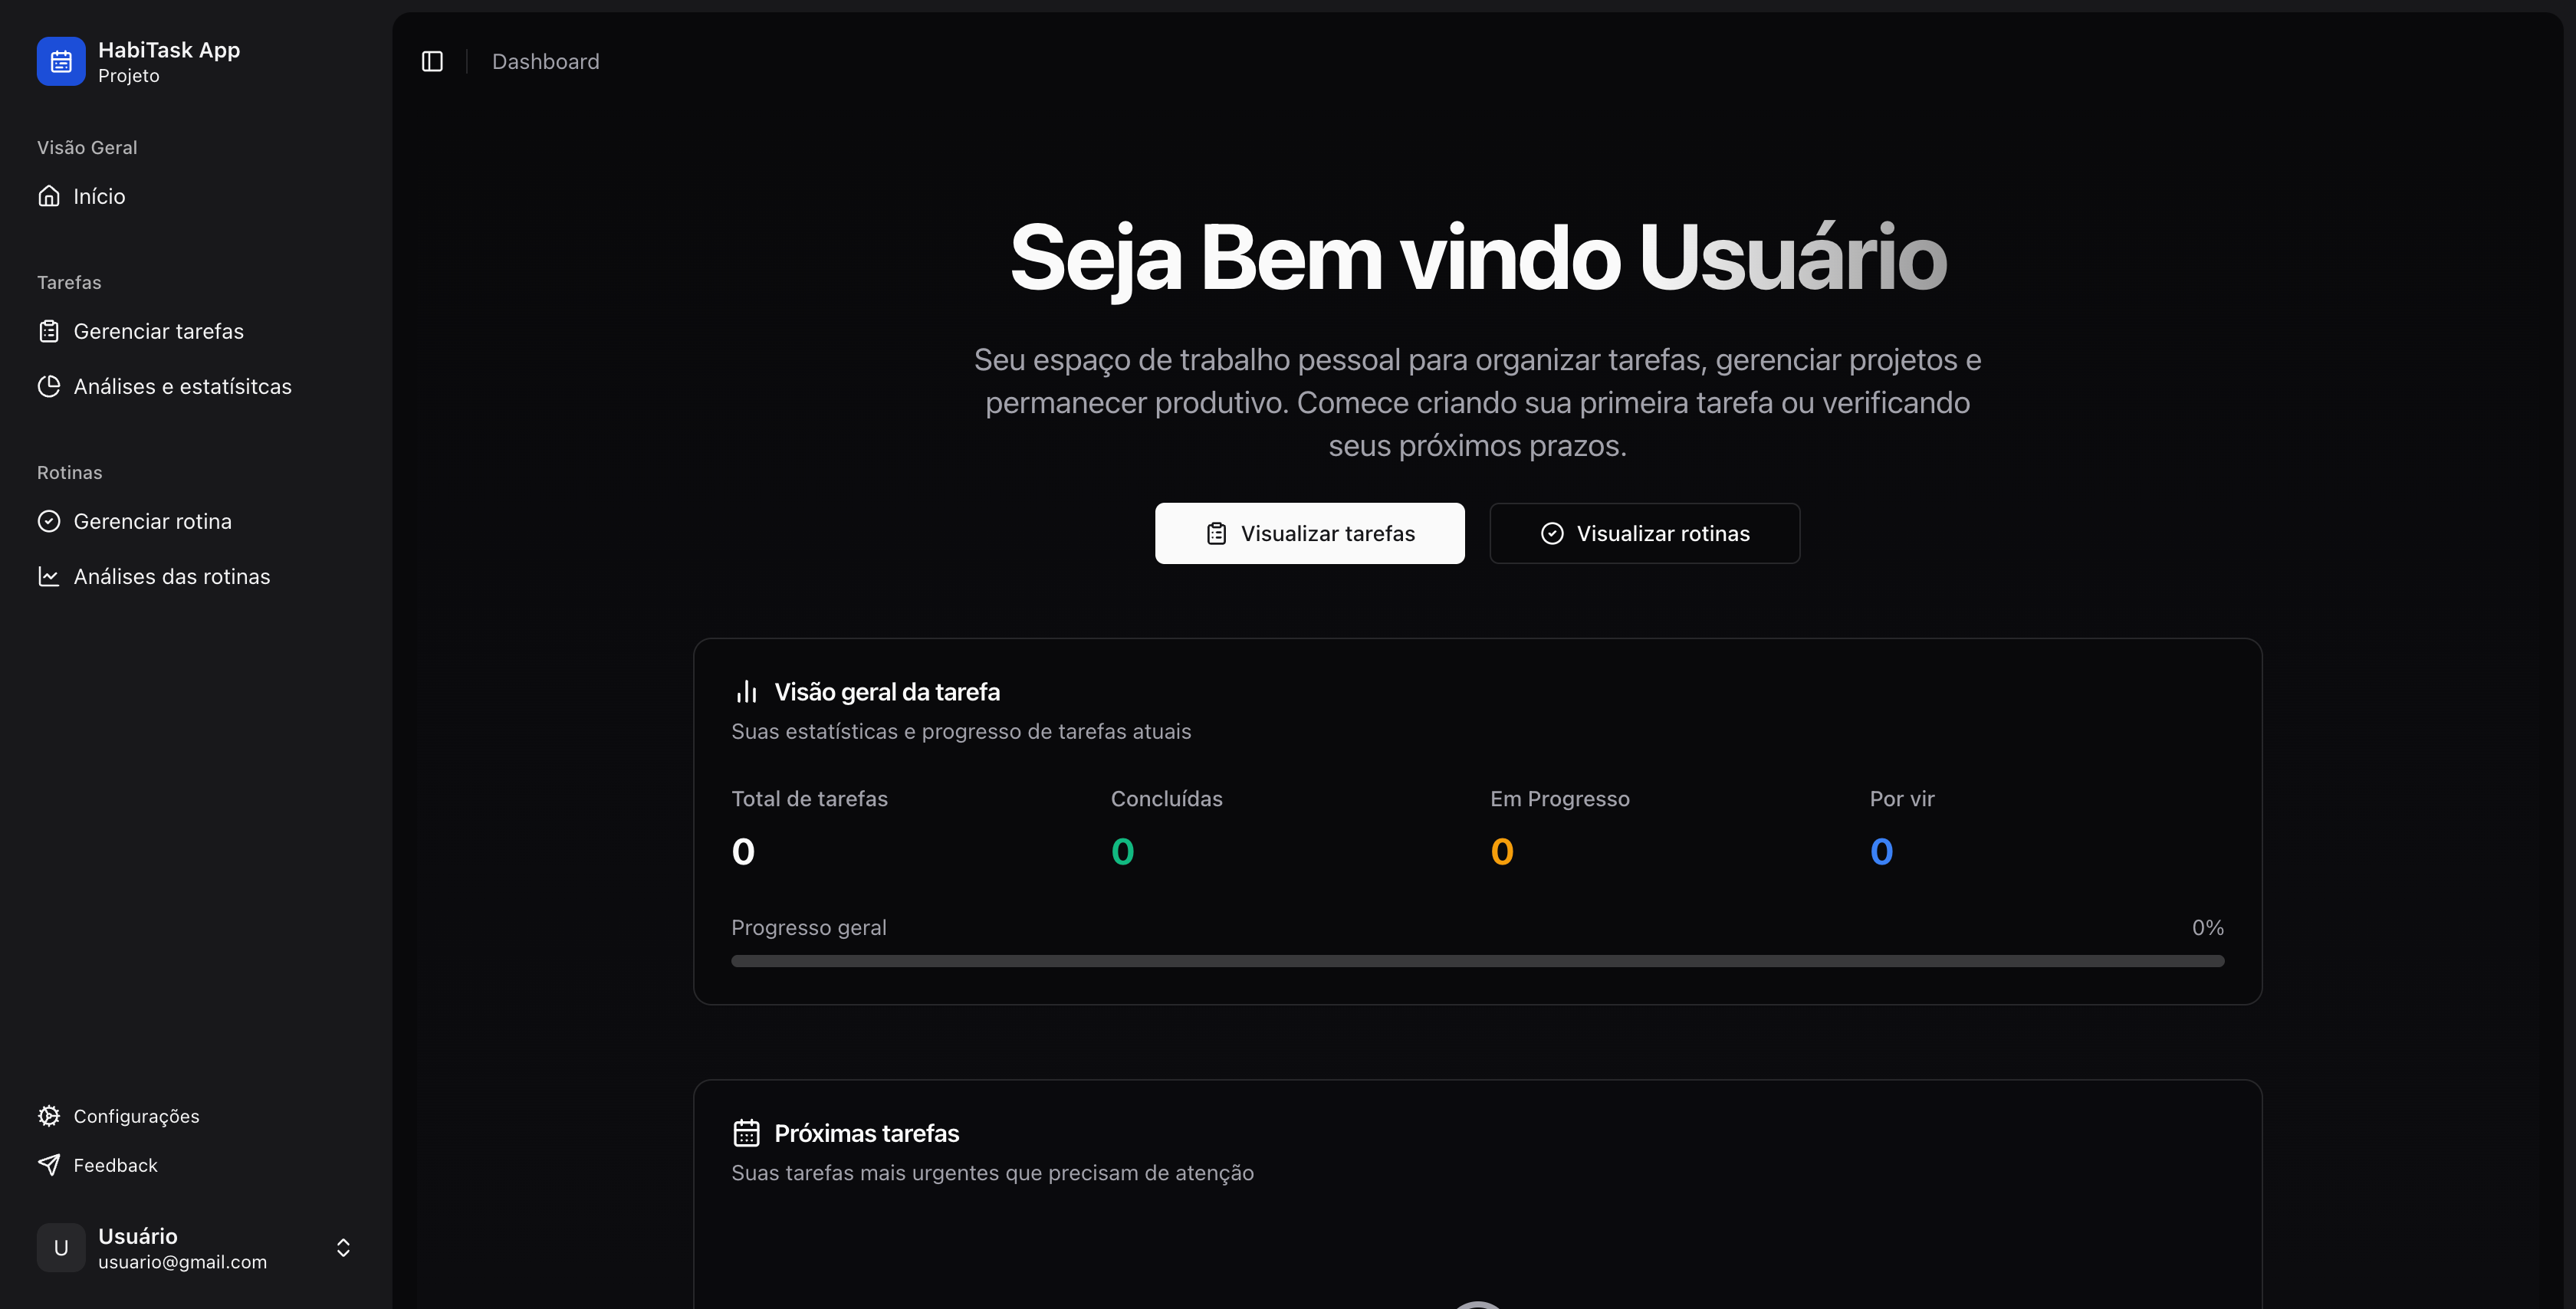 HabiTask App
Projeto
Visão Geral
Início
Tarefas
Gerenciar tarefas
Análises e estatísitcas
Rotinas
Gerenciar rotina
Análises das rotinas
Configurações
Feedback
U
Usuário
usuario@gmail.com
Dashboard
Seja Bem vindo Usuário
Seu espaço de trabalho pessoal para organizar tarefas, gerenciar projetos e
permanecer produtivo. Comece criando sua primeira tarefa ou verificando
seus próximos prazos.
Visualizar tarefas
Visualizar rotinas
Visão geral da tarefa
Suas estatísticas e progresso de tarefas atuais
Total de tarefas
0
Concluídas
0
Em Progresso
0
Por vir
0
Progresso geral
0%
Próximas tarefas
Suas tarefas mais urgentes que precisam de atenção